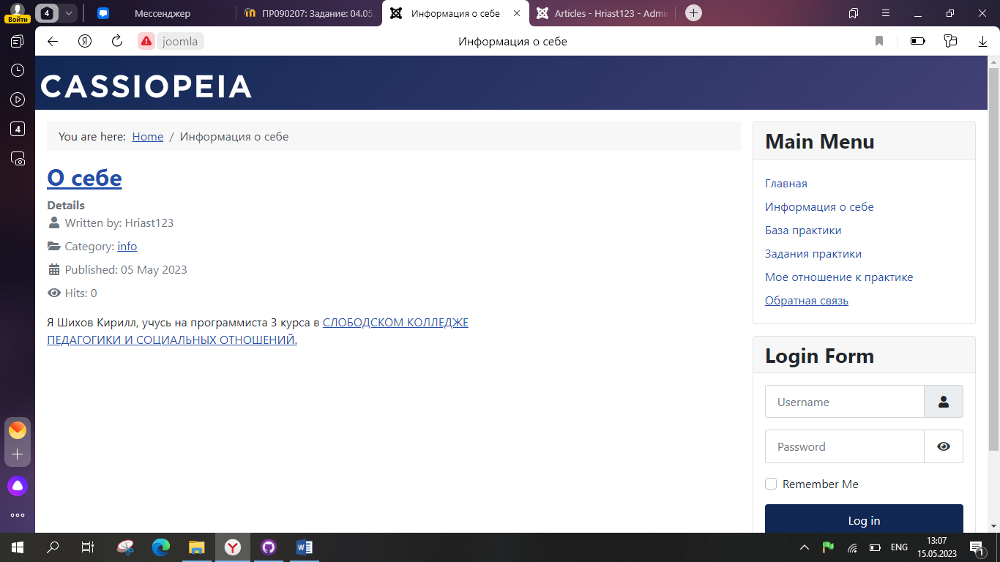 Войти
4
Мессенджер
ПР090207: Задание: 04.05.
Информация о себе
Articles - Hriast123 - Admin
joomla
Информация о себе
4
CASSIOPEIA
You are here: Home / Информация о себе
О себе
Details
Written by: Hriast123
Category: info
Published: 05 May 2023
Hits: 0
Я Шихов Кирилл, учусь на программиста 3 курса в СЛОБОДСКОМ КОЛЛЕДЖЕ
ПЕДАГОГИКИ И СОЦИАЛЬНЫХ ОТНОШЕНИЙ.
Main Menu
Главная
Информация о себе
База практики
Задания практики
Мое отношение к практике
Обратная связь
Login Form
Username
Password
Remember Me
Log in
ENG
13:07
15.05.2023
1